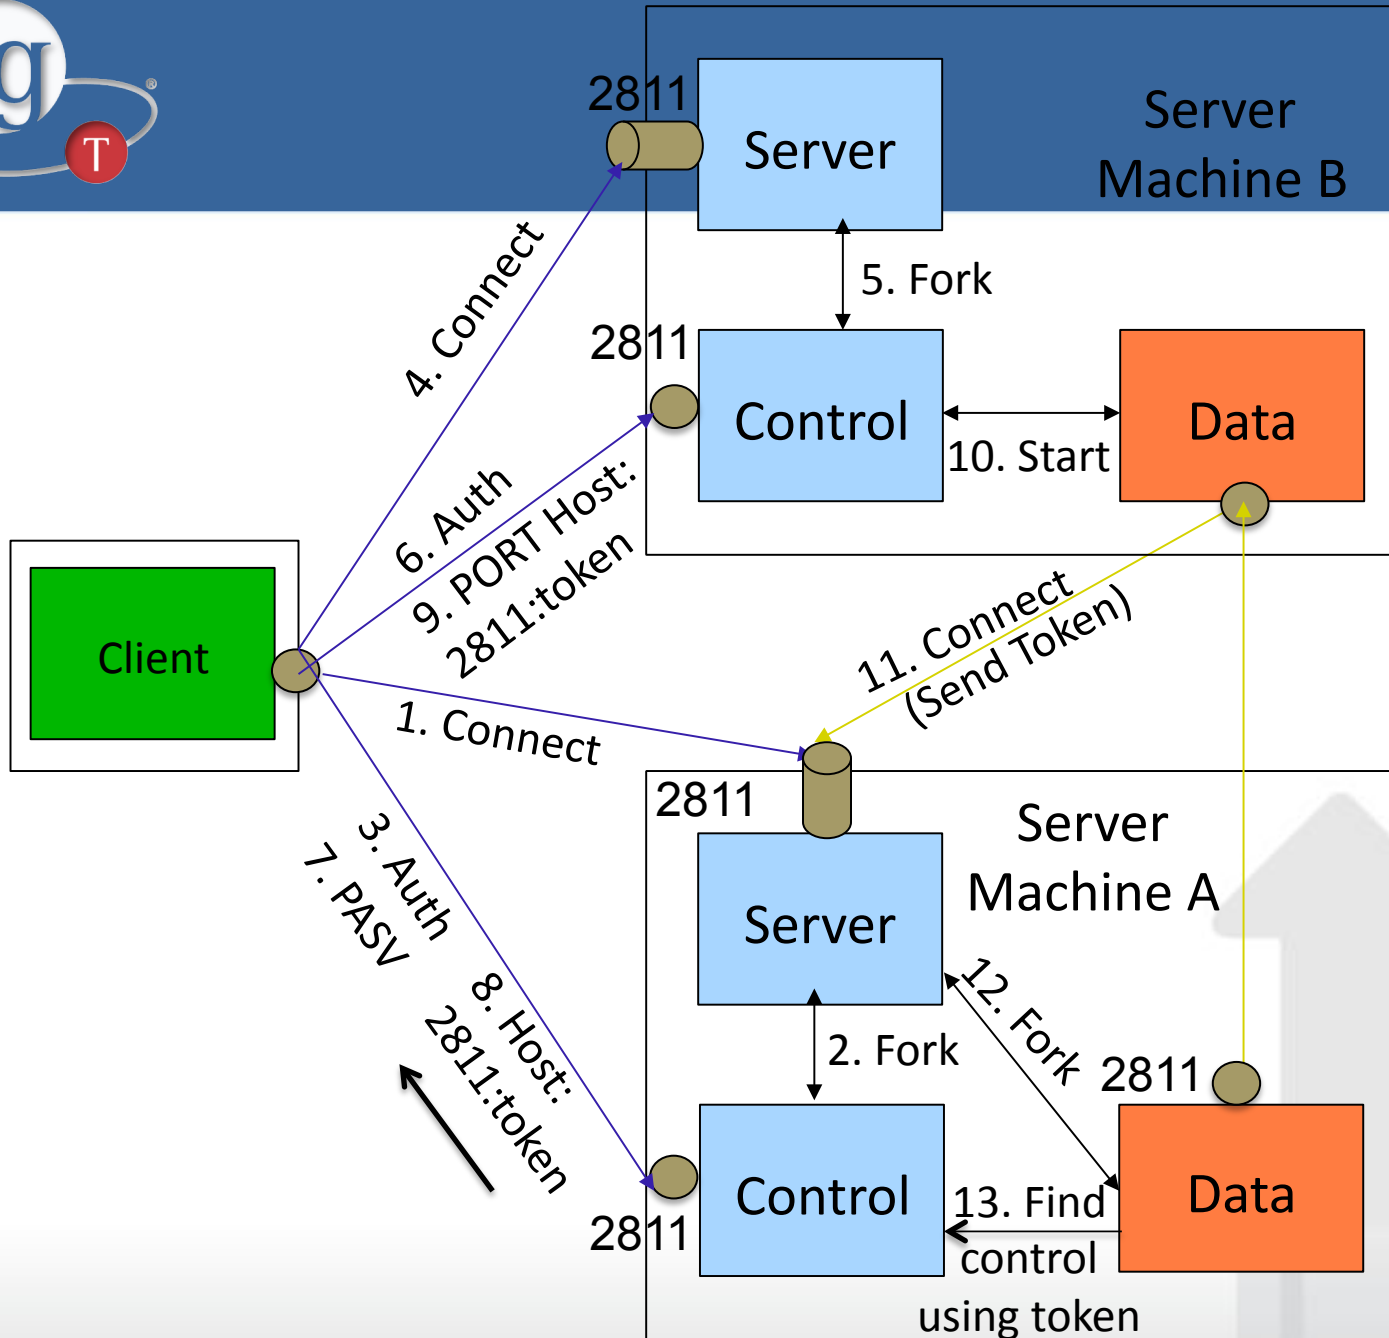 g
®
T
2811
Server
Server
Machine B
4. Connect
5. Fork
2811
Control
10. Start
Data
6. Auth
9. PORT Host:
2811:token
Client
1. Connect
11. Connect
(Send Token)
2811
Server
Machine A
Server
3. Auth
7. PASV
8. Host:
2811:token
2. Fork
12. Fork
2811
Control
2811
13. Find
control
using token
Data